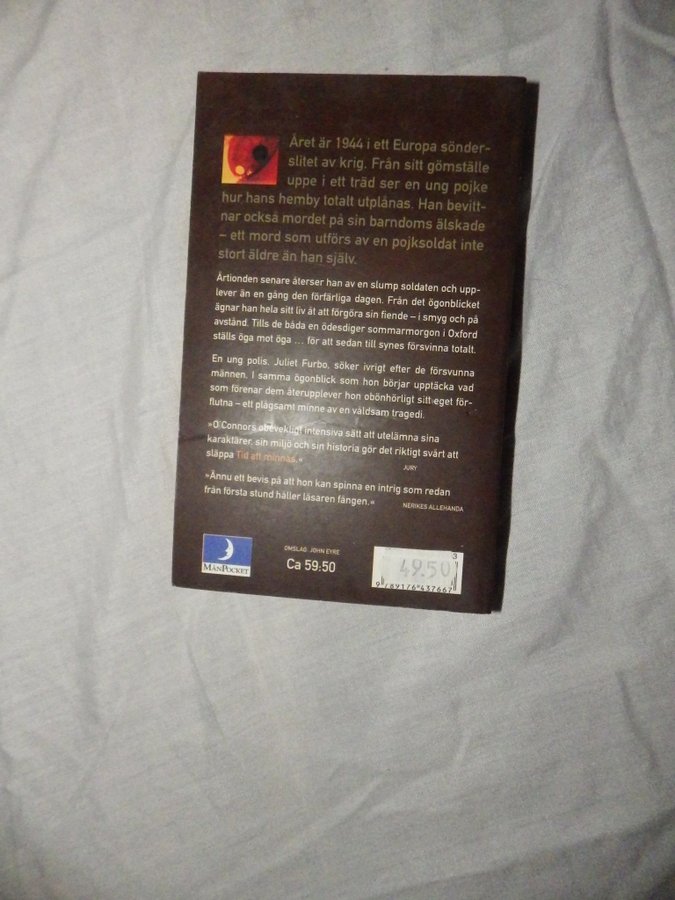 Året är 1944 i ett Europa sönder-
slitet av krig. Från sitt gömställe
uppe i ett träd ser en ung pojke
hur hans hemby totalt utplånas. Han bevitt-
nar också mordet på sin barndoms älskade
– ett mord som utförs av en pojksoldat inte
stort äldre än han själv.
Årtionden senare återser han av en slump soldaten och upp-
lever än en gång den förfärliga dagen. Från det ögonblicket
ägnar han hela sitt liv åt att förgöra sin fiende – i smyg och på
avstånd. Tills de båda en ödesdiger sommarmorgon i Oxford
ställs öga mot öga ... för att sedan till synes försvinna totalt.
En ung polis, Juliet Furbo, söker ivrigt efter de försvunna
männen. I samma ögonblick som hon börjar upptäcka vad
som förenar dem återupplever hon obönhörligt sitt eget för-
flutna – ett plågsamt minne av en våldsam tragedi.
»O'Connors obevekligt intensiva sätt att utelämna sina
karaktärer, sin miljö och sin historia gör det riktigt svårt att
släppa Tid att minnas.«
JURY
»Ännu ett bevis på att hon kan spinna en intrig som redan
från första stund håller läsaren fången.«
NERIKES ALLEHANDA
MånPocket
OMSLAG: JOHN EYRE
Ca 59:50
3
49.50
9 789176 437667